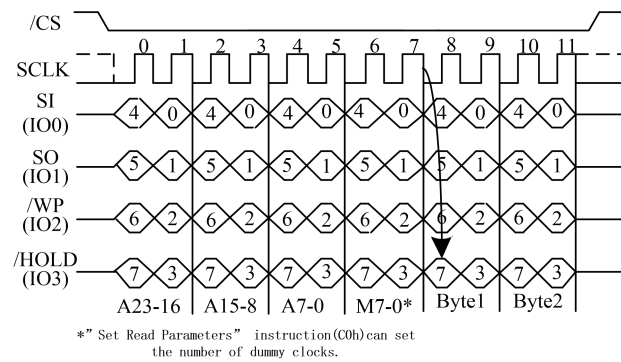 /CS
0 1 2 3 4 5 6 7 8 9 10 11
SCLK
SI
(IO0)
4 0 4 0 4 0 4 0 4 0 4 0
SO
(IO1)
5 1 5 1 5 1 5 1 5 1 5 1
/WP
(IO2)
6 2 6 2 6 2 6 2 6 2 6 2
/HOLD
(IO3)
7 3 7 3 7 3 7 3 7 3 7 3
A23-16 A15-8 A7-0 M7-0* Byte1 Byte2
*”Set Read Parameters” instruction(C0h)can set
the number of dummy clocks.